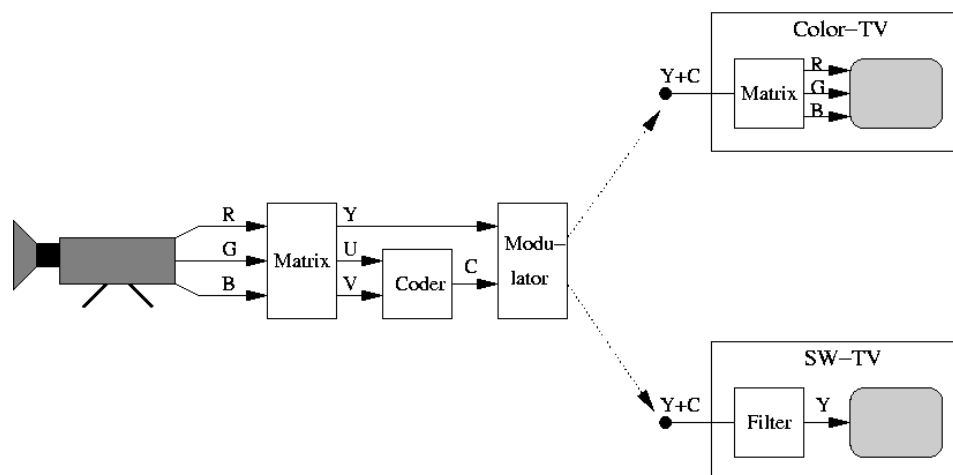 Color–TV
Y+C
Matrix
R
G
B
R
G
B
Matrix
Y
U
V
Coder
C
Modu–
lator
SW–TV
Y+C
Filter
Y